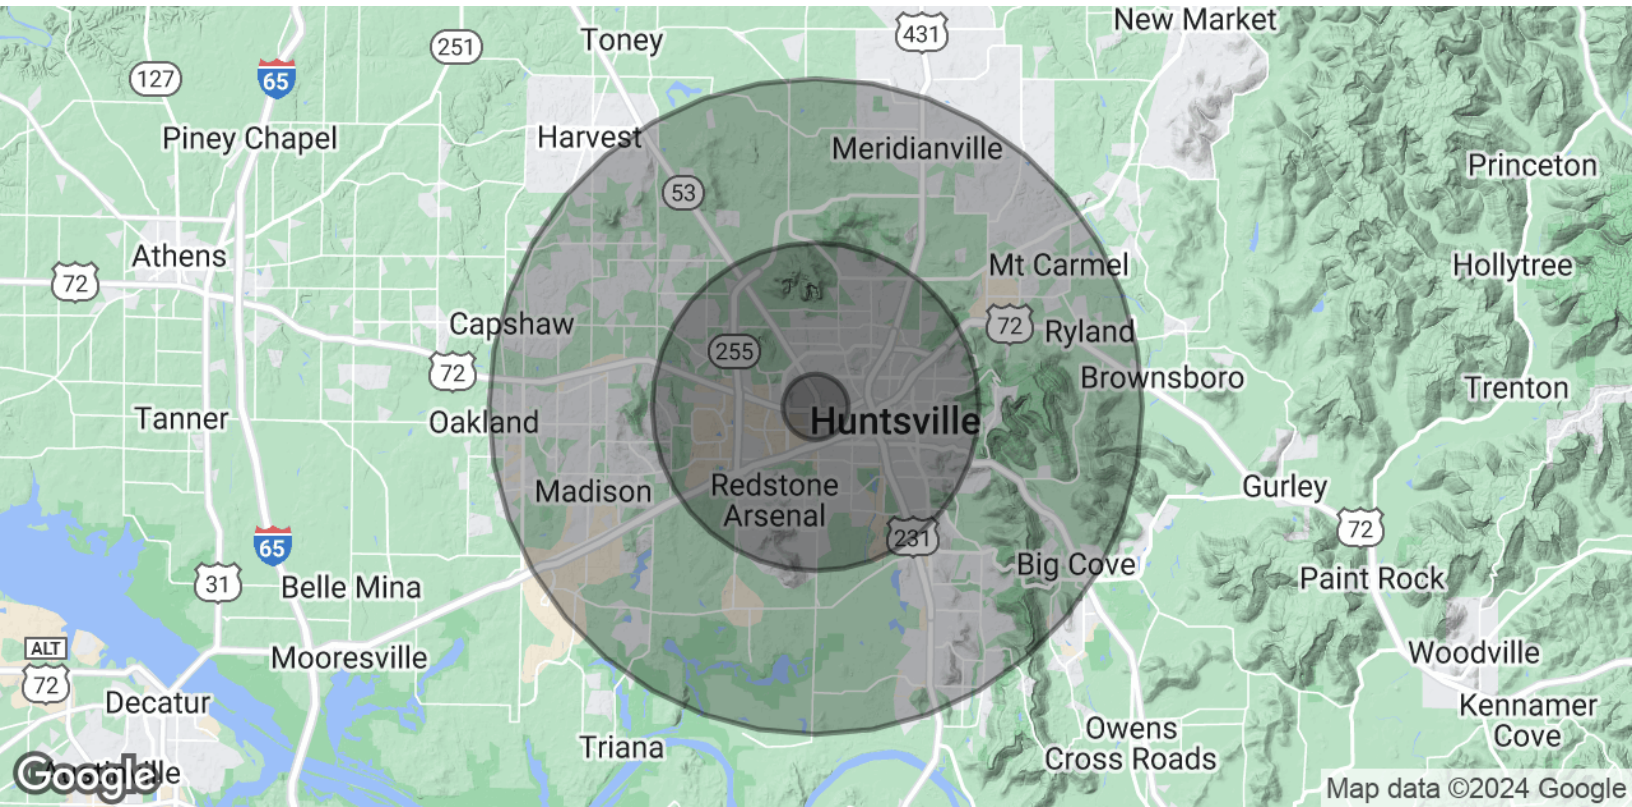 New Market
431
Toney
251
127
65
Piney Chapel
Harvest
Meridianville
Princeton
53
Athens
Mt Carmel
Hollytree
72
Capshaw
72
Ryland
255
72
Brownsboro
Trenton
Tanner
Oakland
Huntsville
Madison
Redstone
Arsenal
Gurley
72
231
65
Big Cove
31
Belle Mina
Paint Rock
ALT
72
Mooresville
Woodville
Decatur
Kennamer
Cove
Owens
Cross Roads
Triana
Google
Map data ©2024 Google